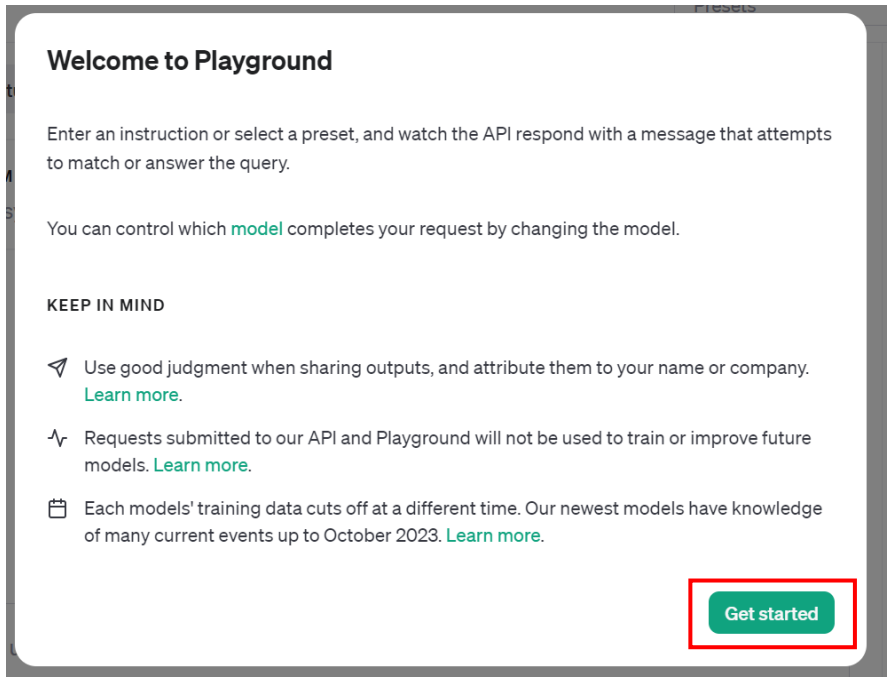 Presets
Welcome to Playground
Enter an instruction or select a preset, and watch the API respond with a message that attempts
to match or answer the query.
You can control which model completes your request by changing the model.
KEEP IN MIND
Use good judgment when sharing outputs, and attribute them to your name or company.
Learn more.
Requests submitted to our API and Playground will not be used to train or improve future
models. Learn more.
Each models' training data cuts off at a different time. Our newest models have knowledge
of many current events up to October 2023. Learn more.
Get started